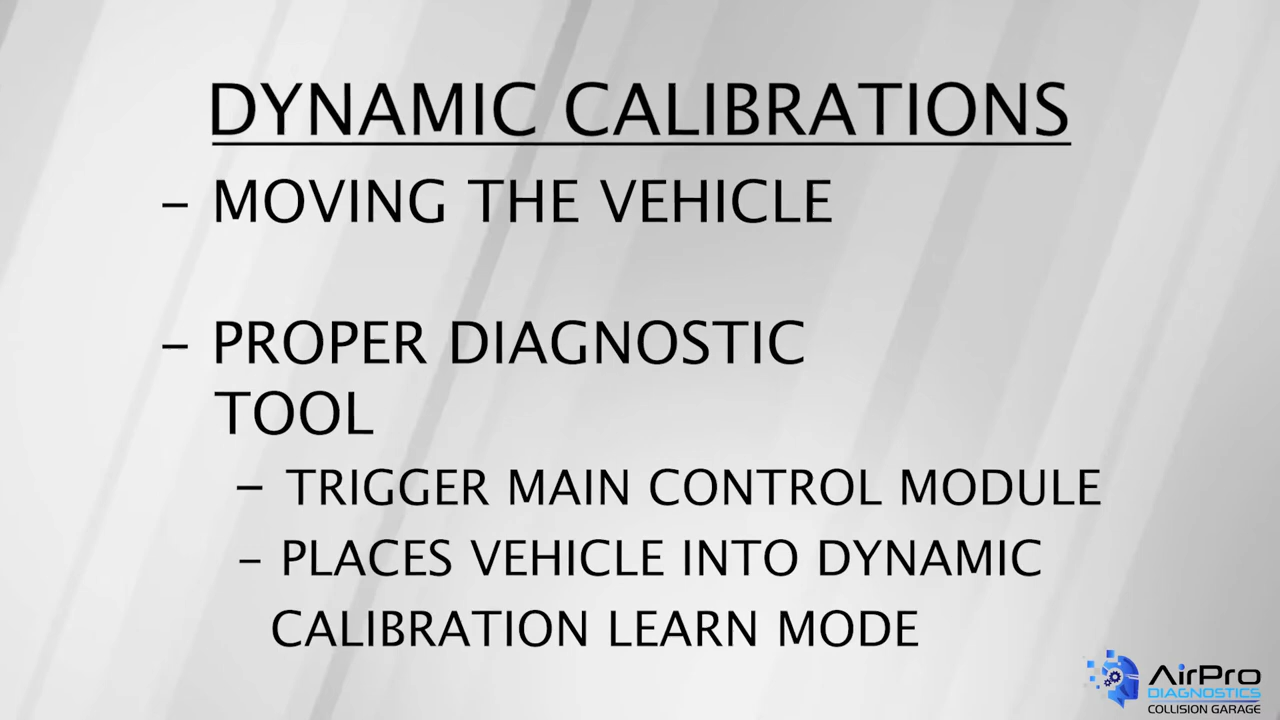 DYNAMIC CALIBRATIONS
– MOVING THE VEHICLE
– PROPER DIAGNOSTIC
TOOL
– TRIGGER MAIN CONTROL MODULE
– PLACES VEHICLE INTO DYNAMIC
CALIBRATION LEARN MODE
AirPro
DIAGNOSTICS
COLLISION GARAGE